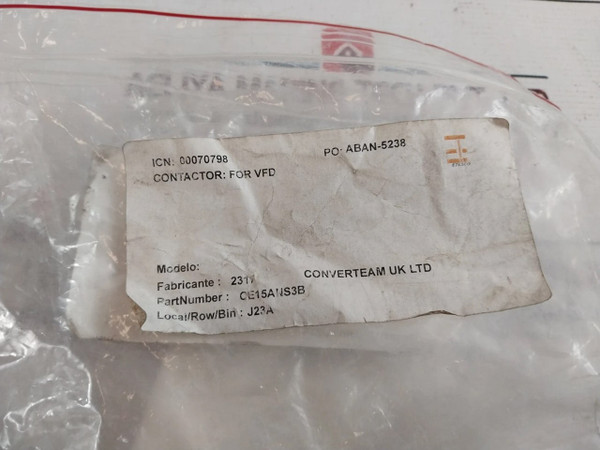 ICN: 00070798
PO: ABAN-5238
CONTACTOR: FOR VFD
Modelo:
Fabricante : 2317 CONVERTEAM UK LTD
PartNumber : CE15ANS3B
Local/Row/Bin : J23A